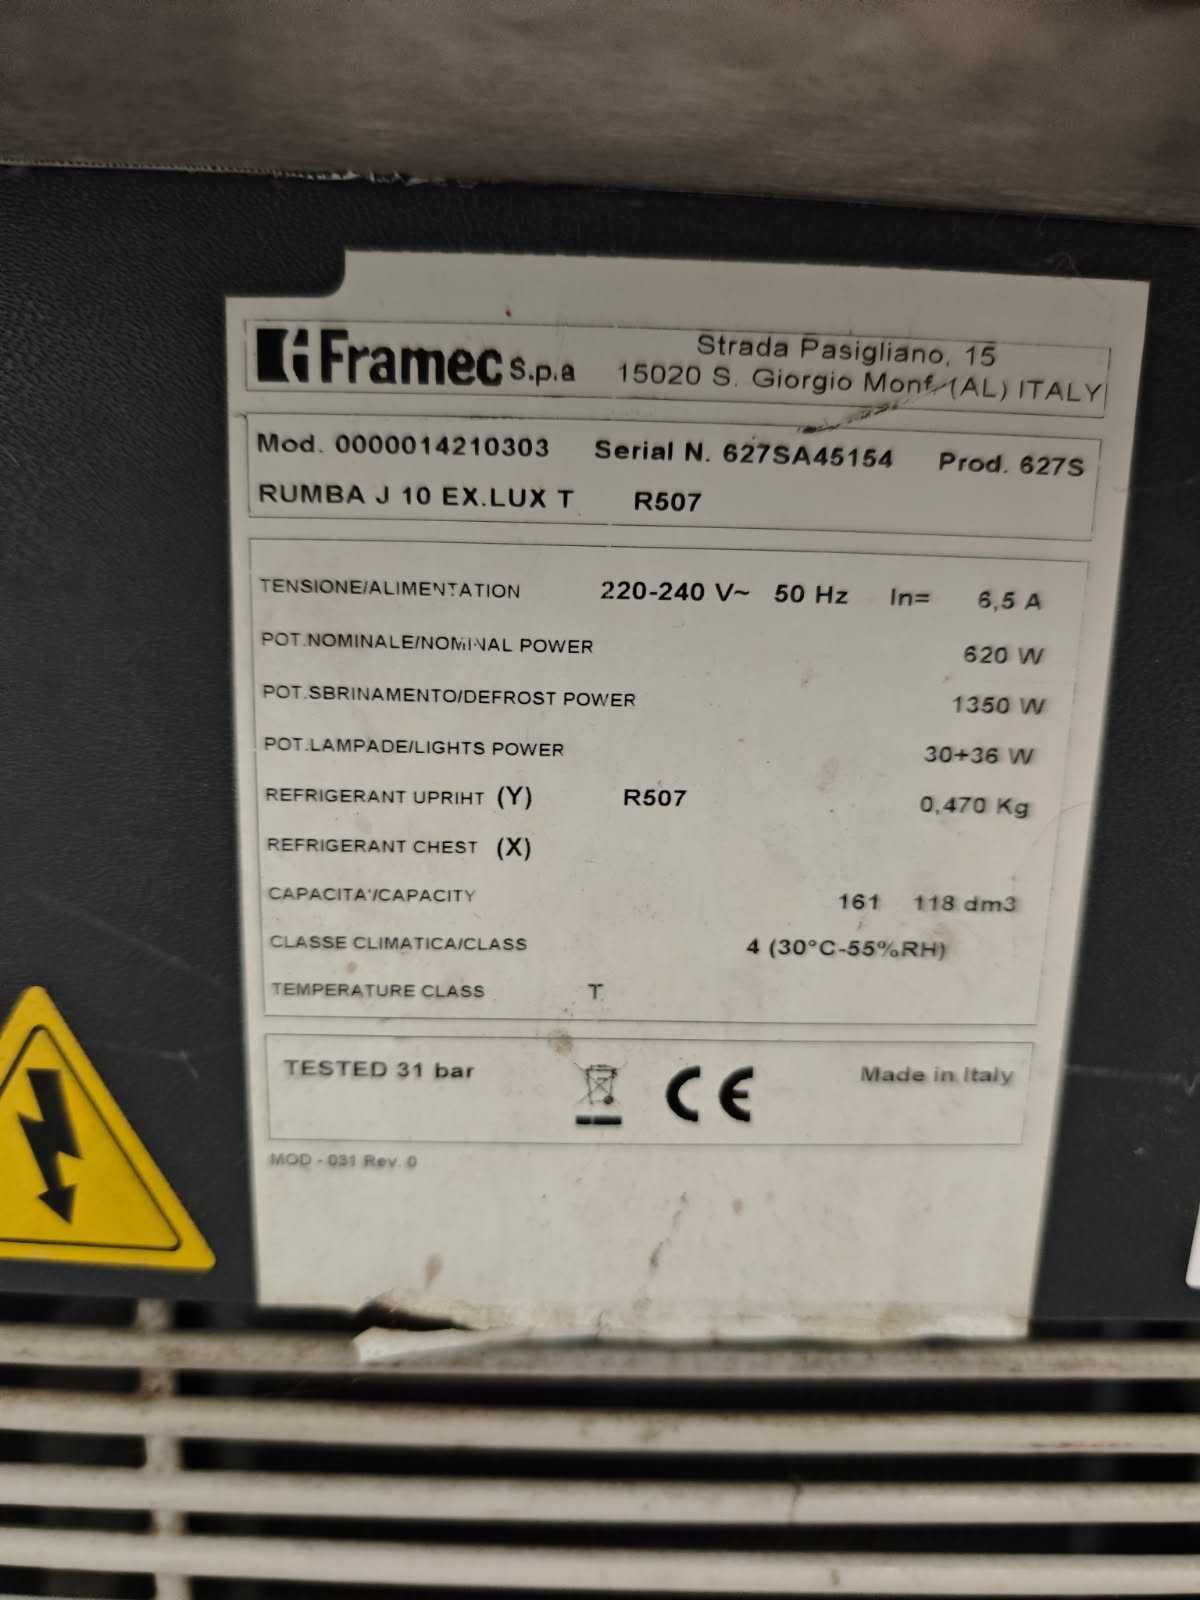 Framec S.p.a
Strada Pasigliano, 15
15020 S. Giorgio Monf. (AL) ITALY
Mod. 0000014210303 Serial N. 627SA45154 Prod. 627S
RUMBA J 10 EX.LUX T R507
TENSIONE/ALIMENTATION 220-240 V~ 50 Hz In= 6,5 A
POT.NOMINALE/NOMINAL POWER 620 W
POT.SBRINAMENTO/DEFROST POWER 1350 W
POT.LAMPADE/LIGHTS POWER 30+36 W
REFRIGERANT UPRIHT (Y) R507 0,470 Kg
REFRIGERANT CHEST (X)
CAPACITA'/CAPACITY 161 118 dm3
CLASSE CLIMATICA/CLASS 4 (30°C-55%RH)
TEMPERATURE CLASS T
TESTED 31 bar CE Made in Italy
MOD - 031 Rev. 0